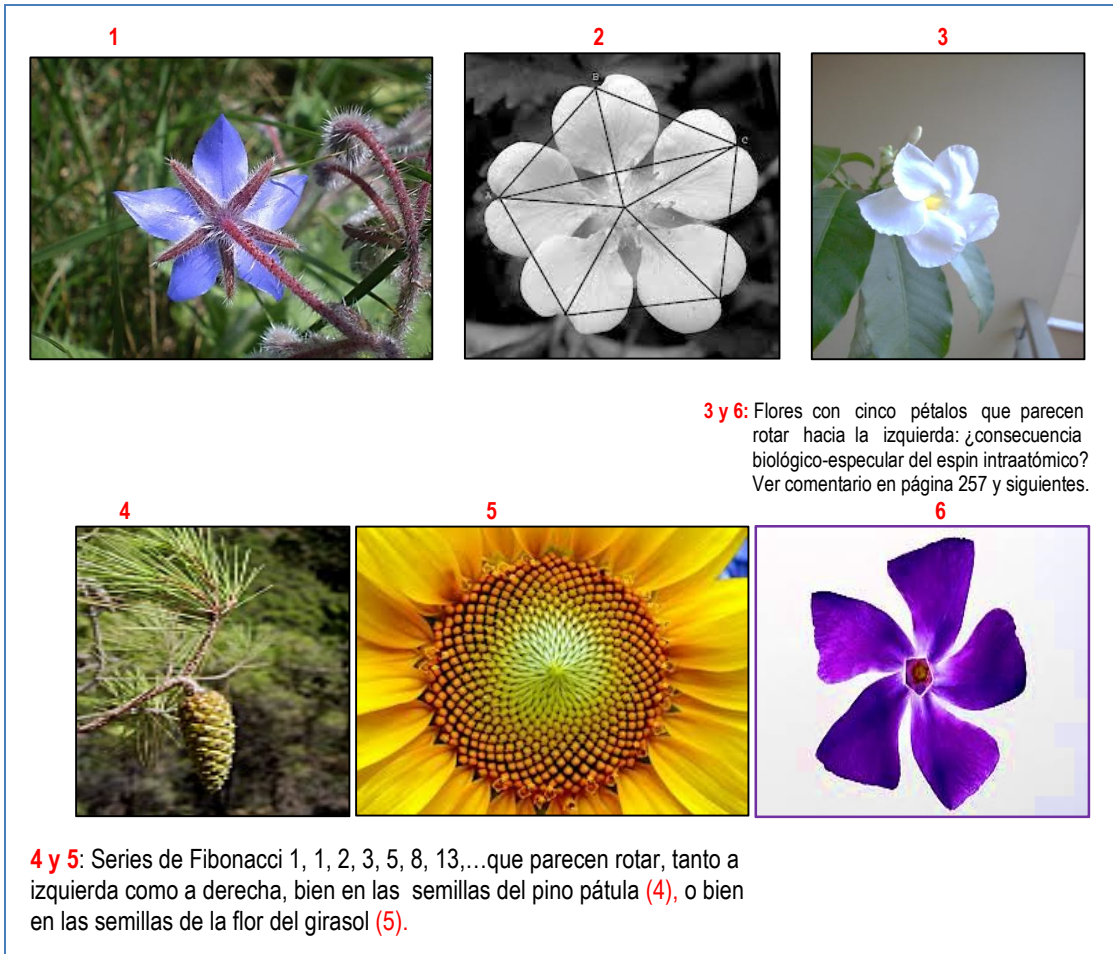 1
2
3
B
C
A
3 y 6: Flores con cinco pétalos que parecen
rotar hacia la izquierda: ¿consecuencia
biológico-especular del espin intraatómico?
Ver comentario en página 257 y siguientes.
4
5
6
4 y 5: Series de Fibonacci 1, 1, 2, 3, 5, 8, 13,…que parecen rotar, tanto a
izquierda como a derecha, bien en las semillas del pino pátula (4), o bien
en las semillas de la flor del girasol (5).